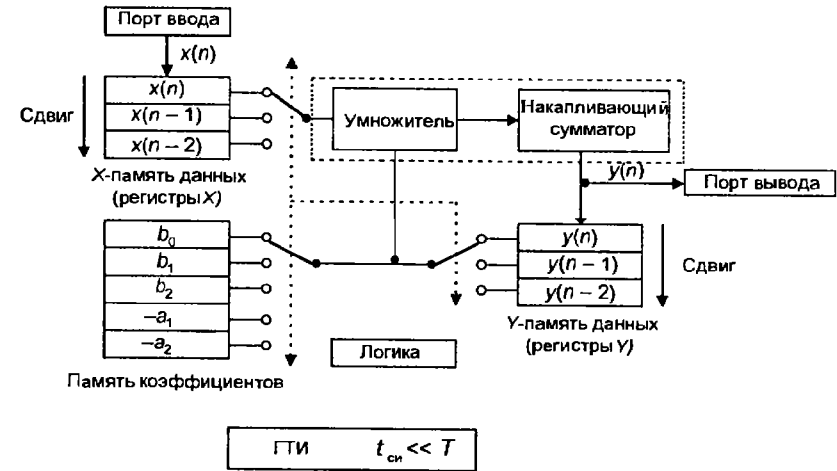 Порт ввода
x(n)
Сдвиг
x(n)
x(n – 1)
x(n – 2)
X-память данных
(регистры X)
Умножитель
Накапливающий
сумматор
y(n)
Порт вывода
b₀
b₁
b₂
–a₁
–a₂
Память коэффициентов
Логика
y(n)
y(n – 1)
y(n – 2)
Сдвиг
Y-память данных
(регистры Y)
ГТИ t си << T